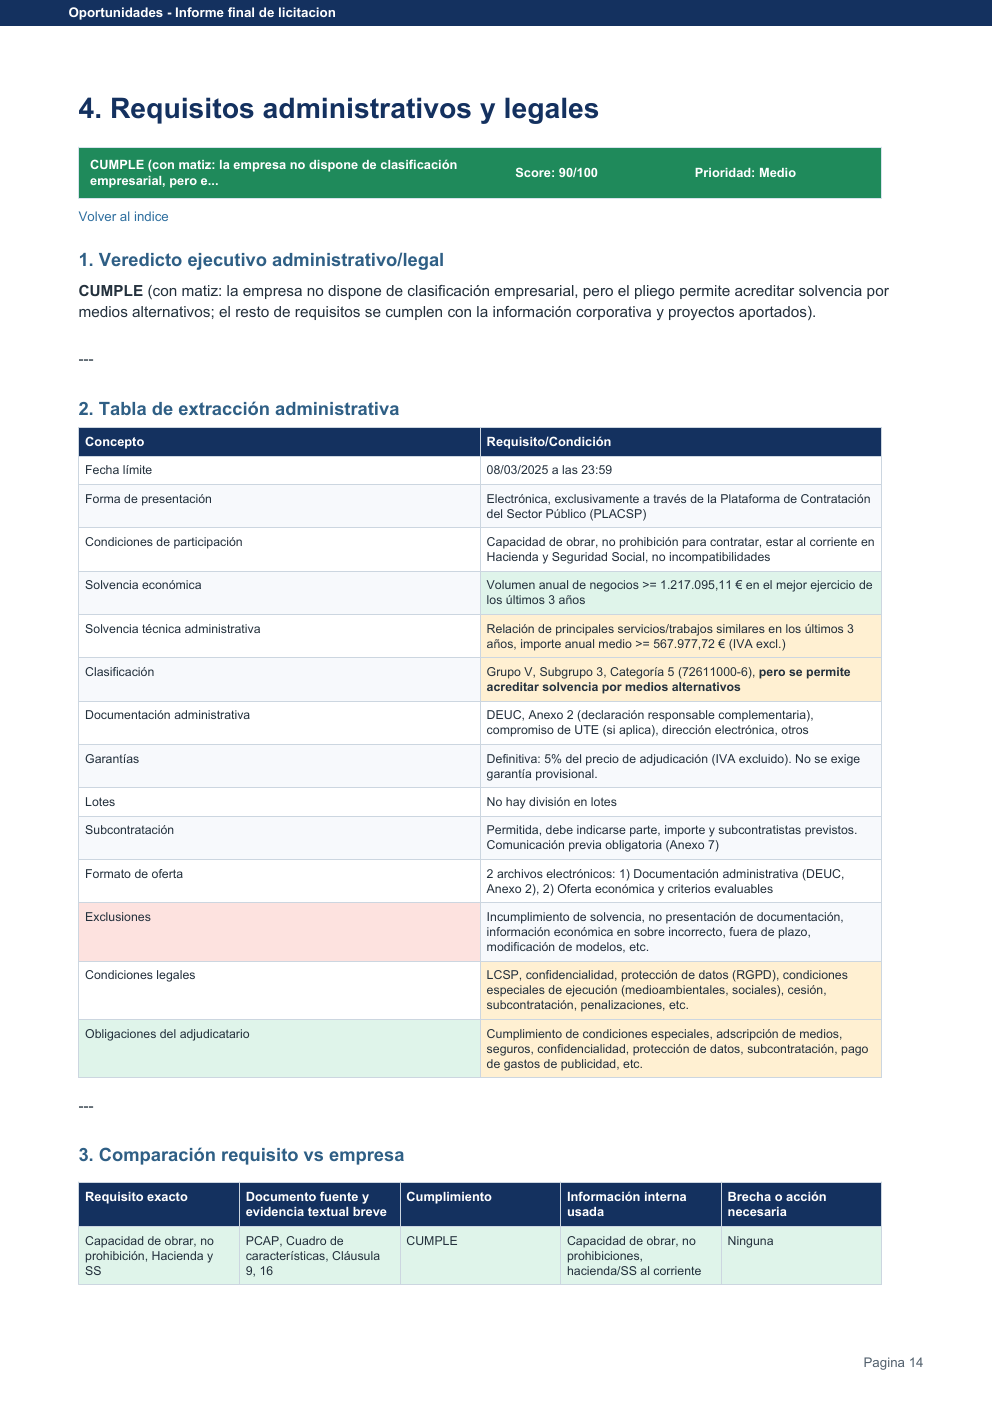 Oportunidades - Informe final de licitacion
4. Requisitos administrativos y legales
CUMPLE (con matiz: la empresa no dispone de clasificación
empresarial, pero e...
Score: 90/100
Prioridad: Medio
Volver al indice
1. Veredicto ejecutivo administrativo/legal
CUMPLE (con matiz: la empresa no dispone de clasificación empresarial, pero el pliego permite acreditar solvencia por
medios alternativos; el resto de requisitos se cumplen con la información corporativa y proyectos aportados).
---
2. Tabla de extracción administrativa
Concepto
Requisito/Condición
Fecha límite
08/03/2025 a las 23:59
Forma de presentación
Electrónica, exclusivamente a través de la Plataforma de Contratación
del Sector Público (PLACSP)
Condiciones de participación
Capacidad de obrar, no prohibición para contratar, estar al corriente en
Hacienda y Seguridad Social, no incompatibilidades
Solvencia económica
Volumen anual de negocios >= 1.217.095,11 € en el mejor ejercicio de
los últimos 3 años
Solvencia técnica administrativa
Relación de principales servicios/trabajos similares en los últimos 3
años, importe anual medio >= 567.977,72 € (IVA excl.)
Clasificación
Grupo V, Subgrupo 3, Categoría 5 (72611000-6), pero se permite
acreditar solvencia por medios alternativos
Documentación administrativa
DEUC, Anexo 2 (declaración responsable complementaria),
compromiso de UTE (si aplica), dirección electrónica, otros
Garantías
Definitiva: 5% del precio de adjudicación (IVA excluido). No se exige
garantía provisional.
Lotes
No hay división en lotes
Subcontratación
Permitida, debe indicarse parte, importe y subcontratistas previstos.
Comunicación previa obligatoria (Anexo 7)
Formato de oferta
2 archivos electrónicos: 1) Documentación administrativa (DEUC,
Anexo 2), 2) Oferta económica y criterios evaluables
Exclusiones
Incumplimiento de solvencia, no presentación de documentación,
información económica en sobre incorrecto, fuera de plazo,
modificación de modelos, etc.
Condiciones legales
LCSP, confidencialidad, protección de datos (RGPD), condiciones
especiales de ejecución (medioambientales, sociales), cesión,
subcontratación, penalizaciones, etc.
Obligaciones del adjudicatario
Cumplimiento de condiciones especiales, adscripción de medios,
seguros, confidencialidad, protección de datos, subcontratación, pago
de gastos de publicidad, etc.
---
3. Comparación requisito vs empresa
Requisito exacto
Documento fuente y
evidencia textual breve
Cumplimiento
Información interna
usada
Brecha o acción
necesaria
Capacidad de obrar, no
prohibición, Hacienda y
SS
PCAP, Cuadro de
características, Cláusula
9, 16
CUMPLE
Capacidad de obrar, no
prohibiciones,
hacienda/SS al corriente
Ninguna
Pagina 14